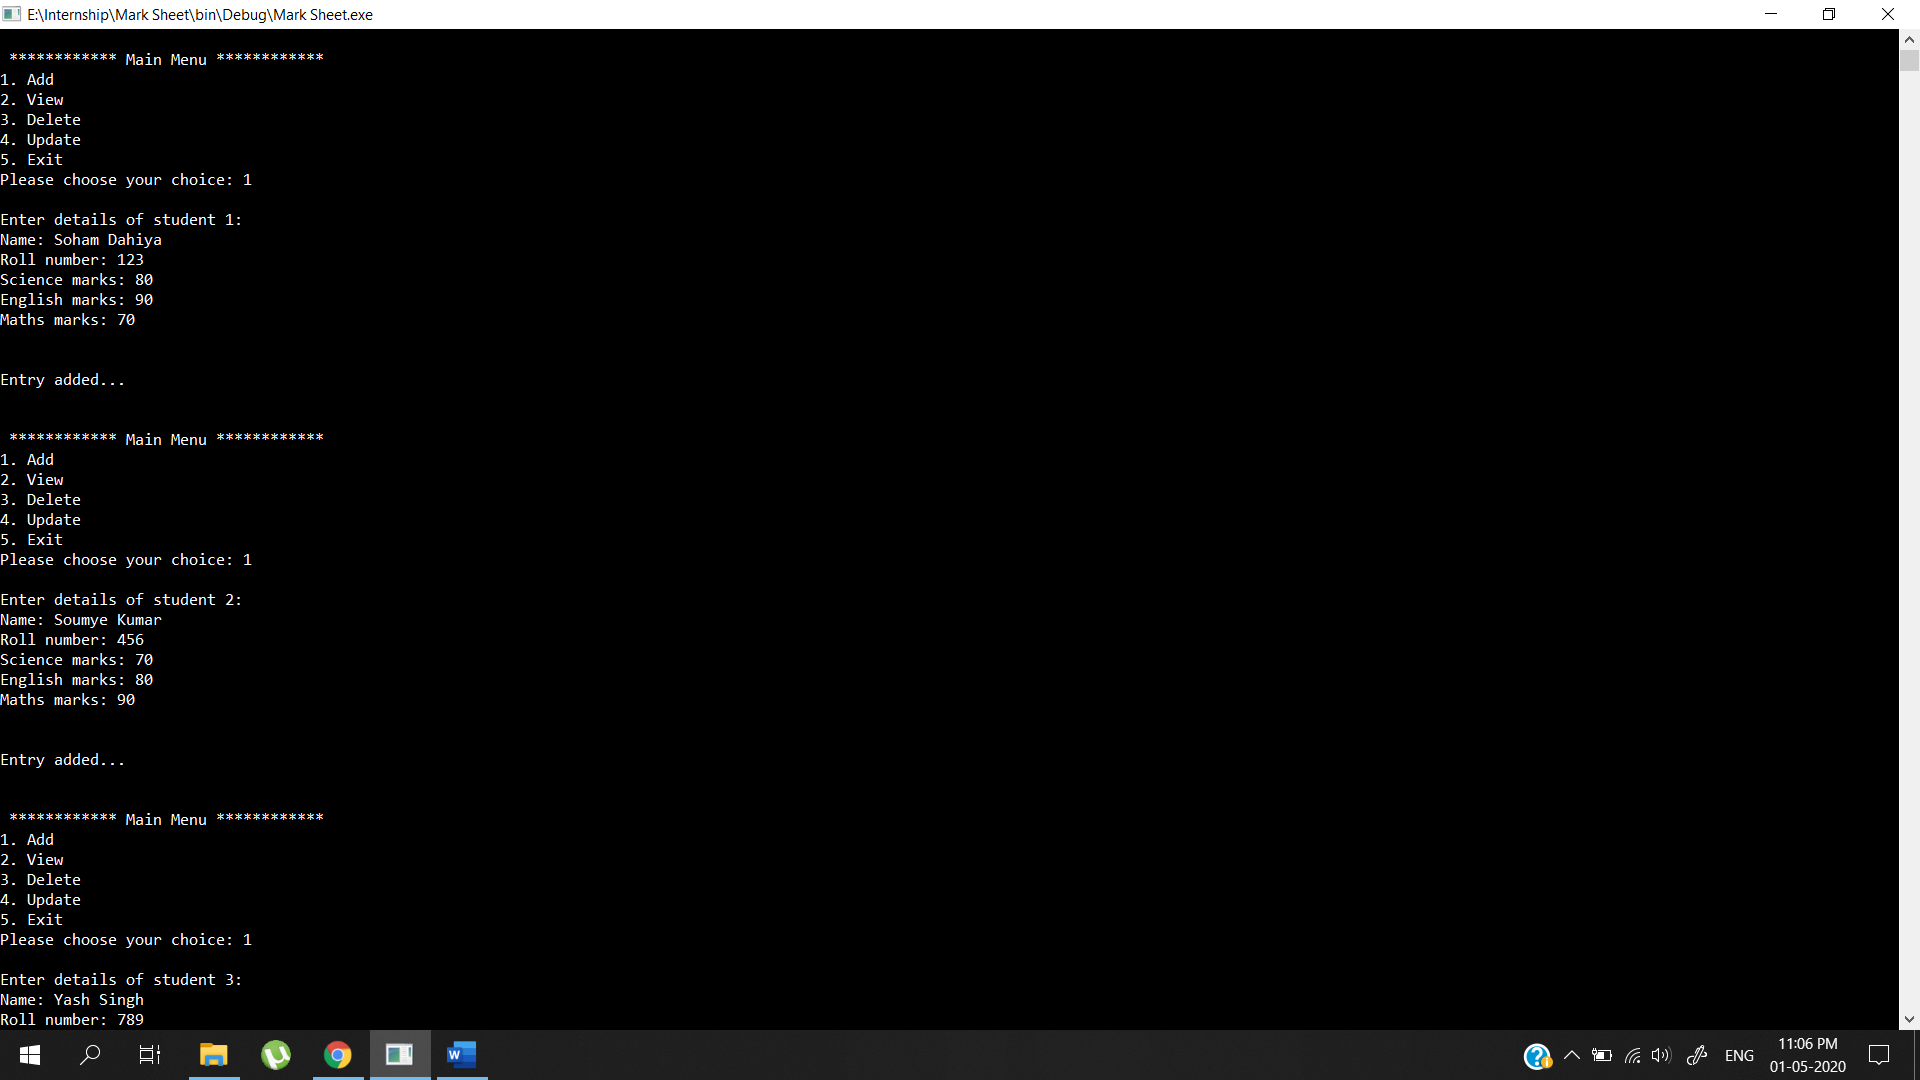 E:\Internship\Mark Sheet\bin\Debug\Mark Sheet.exe
************ Main Menu ************
1. Add
2. View
3. Delete
4. Update
5. Exit
Please choose your choice: 1
Enter details of student 1:
Name: Soham Dahiya
Roll number: 123
Science marks: 80
English marks: 90
Maths marks: 70
Entry added...
************ Main Menu ************
1. Add
2. View
3. Delete
4. Update
5. Exit
Please choose your choice: 1
Enter details of student 2:
Name: Soumye Kumar
Roll number: 456
Science marks: 70
English marks: 80
Maths marks: 90
Entry added...
************ Main Menu ************
1. Add
2. View
3. Delete
4. Update
5. Exit
Please choose your choice: 1
Enter details of student 3:
Name: Yash Singh
Roll number: 789
ENG
11:06 PM
01-05-2020